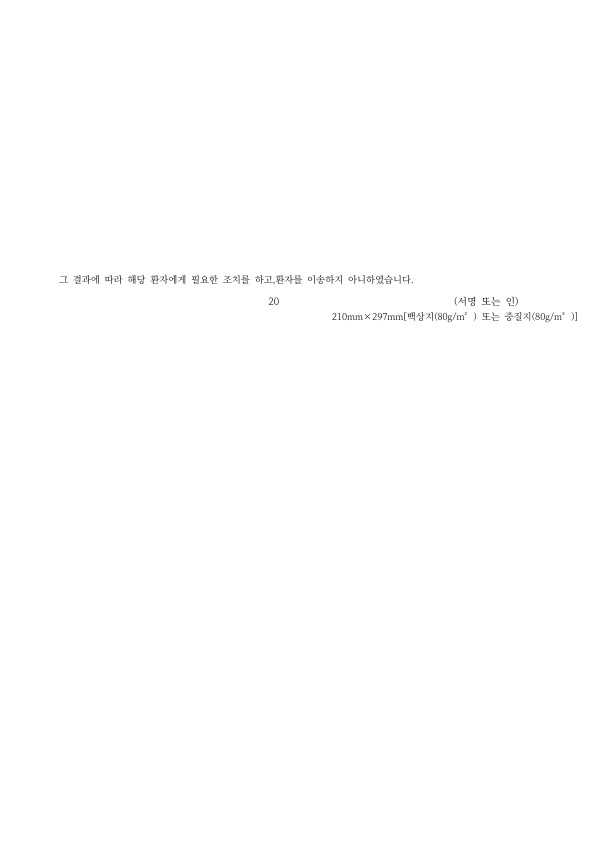 그 결과에 따라 해당 환자에게 필요한 조치를 하고,환자를 이송하지 아니하였습니다.
20 (서명 또는 인)
210mm×297mm[백상지(80g/m² ) 또는 중질지(80g/m² )]